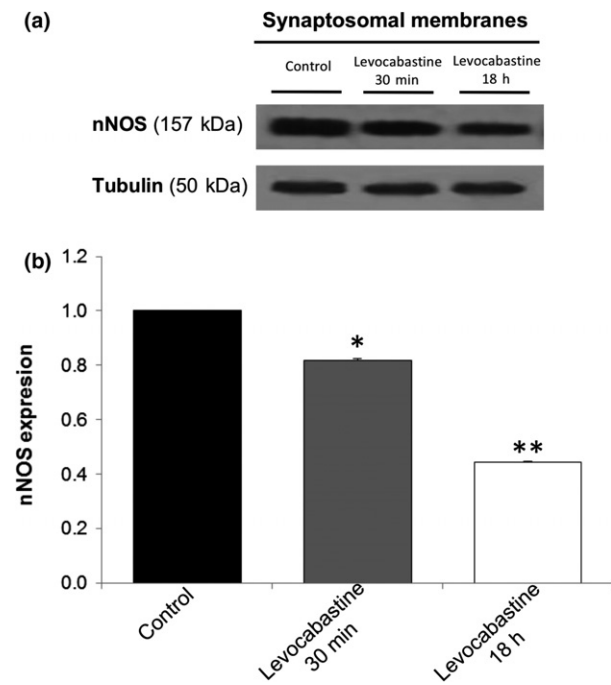 (a)
Synaptosomal membranes
Control
Levocabastine
30 min
Levocabastine
18 h
nNOS (157 kDa)
Tubulin (50 kDa)
(b)
nNOS expresion
1.2
1.0
0.8
0.6
0.4
0.2
0.0
*
**
Control
Levocabastine
30 min
Levocabastine
18 h